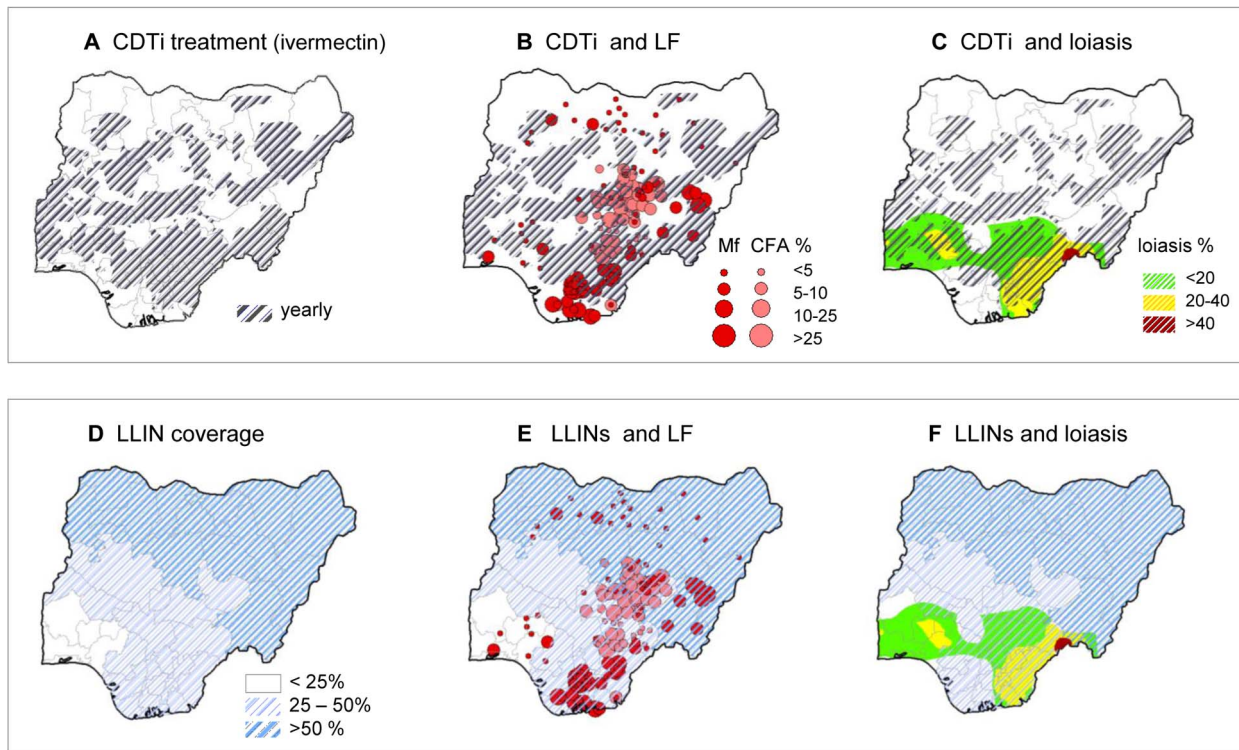 A CDTi treatment (ivermectin)
yearly
B CDTi and LF
Mf CFA %
<5
5-10
10-25
>25
C CDTi and loiasis
loiasis %
<20
20-40
>40
D LLIN coverage
< 25%
25 – 50%
>50 %
E LLINs and LF
F LLINs and loiasis